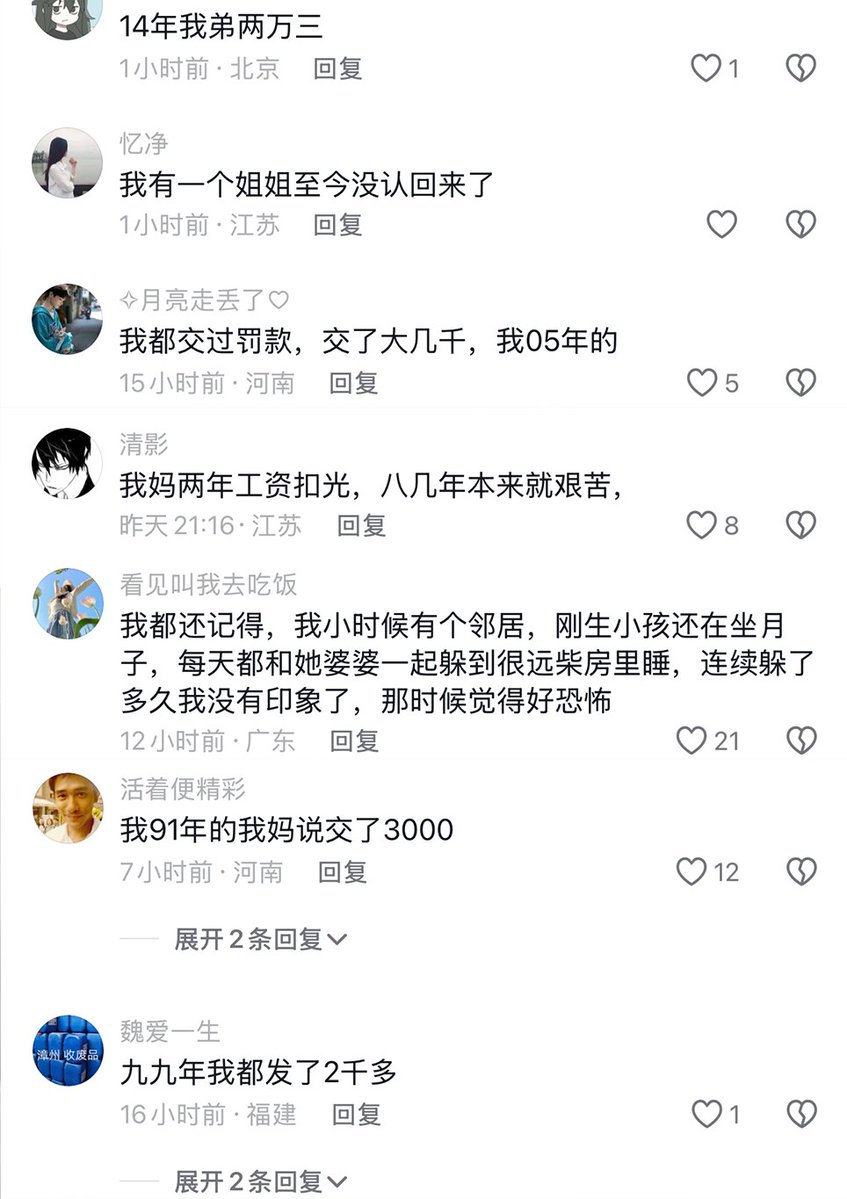 14年我弟两万三
1小时前·北京 回复 1
忆净
我有一个姐姐至今没认回来了
1小时前·江苏 回复
✧月亮走丢了♡
我都交过罚款，交了大几千，我05年的
15小时前·河南 回复 5
清影
我妈两年工资扣光，八几年本来就艰苦，
昨天 21:16·江苏 回复 8
看见叫我去吃饭
我都还记得，我小时候有个邻居，刚生小孩还在坐月
子，每天都和她婆婆一起躲到很远柴房里睡，连续躲了
多久我没有印象了，那时候觉得好恐怖
12小时前·广东 回复 21
活着便精彩
我91年的我妈说交了3000
7小时前·河南 回复 12
展开2条回复
魏爱一生
漳州 收废品
九九年我都发了2千多
16小时前·福建 回复 1
展开2条回复